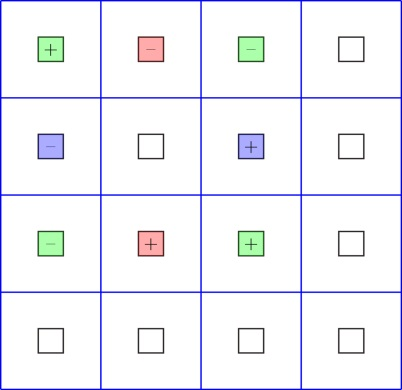 + − −
− +
− + +